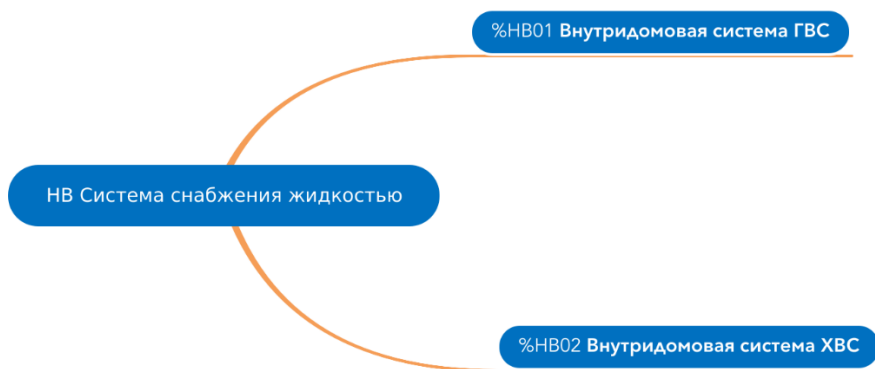 %HB01 Внутридомовая система ГВС
НВ Система снабжения жидкостью
%HB02 Внутридомовая система ХВС